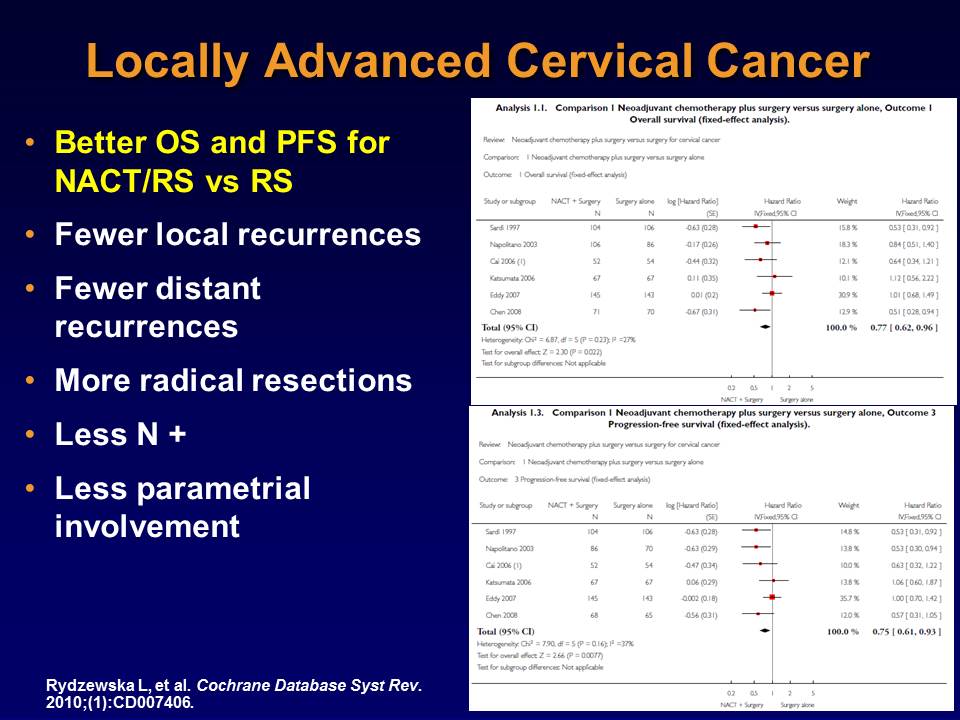 Locally Advanced Cervical Cancer
• Better OS and PFS for
NACT/RS vs RS
• Fewer local recurrences
• Fewer distant
recurrences
• More radical resections
• Less N +
• Less parametrial
involvement
Rydzewska L, et al. Cochrane Database Syst Rev.
2010;(1):CD007406.
Analysis 1.1. Comparison 1 Neoadjuvant chemotherapy plus surgery versus surgery alone, Outcome 1
Overall survival (fixed-effect analysis).
Review: Neoadjuvant chemotherapy plus surgery versus surgery for cervical cancer
Comparison: 1 Neoadjuvant chemotherapy plus surgery versus surgery alone
Outcome: 1 Overall survival (fixed-effect analysis)
Study or subgroup NACT + Surgery Surgery alone log [Hazard Ratio] Hazard Ratio Weight Hazard Ratio
N N (SE) IV,Fixed,95% CI IV,Fixed,95% CI
Sardi 1997 104 106 -0.63 (0.28) 15.8 % 0.53 [ 0.31, 0.92 ]
Napolitano 2003 106 86 -0.17 (0.26) 18.3 % 0.84 [ 0.51, 1.40 ]
Cai 2006 (1) 52 54 -0.44 (0.32) 12.1 % 0.64 [ 0.34, 1.21 ]
Katsumata 2006 67 67 0.11 (0.35) 10.1 % 1.12 [ 0.56, 2.22 ]
Eddy 2007 145 143 0.01 (0.2) 30.9 % 1.01 [ 0.68, 1.49 ]
Chen 2008 71 70 -0.67 (0.31) 12.9 % 0.51 [ 0.28, 0.94 ]
Total (95% CI) 100.0 % 0.77 [ 0.62, 0.96 ]
Heterogeneity: Chi² = 6.87, df = 5 (P = 0.23); I² =27%
Test for overall effect: Z = 2.30 (P = 0.022)
Test for subgroup differences: Not applicable
0.2 0.5 1 2 5
NACT + Surgery Surgery alone
Analysis 1.3. Comparison 1 Neoadjuvant chemotherapy plus surgery versus surgery alone, Outcome 3
Progression-free survival (fixed-effect analysis).
Review: Neoadjuvant chemotherapy plus surgery versus surgery for cervical cancer
Comparison: 1 Neoadjuvant chemotherapy plus surgery versus surgery alone
Outcome: 3 Progression-free survival (fixed-effect analysis)
Study or subgroup NACT + Surgery Surgery alone log [Hazard Ratio] Hazard Ratio Weight Hazard Ratio
N N (SE) IV,Fixed,95% CI IV,Fixed,95% CI
Sardi 1997 104 106 -0.63 (0.28) 14.8 % 0.53 [ 0.31, 0.92 ]
Napolitano 2003 86 70 -0.63 (0.29) 13.8 % 0.53 [ 0.30, 0.94 ]
Cai 2006 (1) 52 54 -0.47 (0.34) 10.0 % 0.63 [ 0.32, 1.22 ]
Katsumata 2006 67 67 0.06 (0.29) 13.8 % 1.06 [ 0.60, 1.87 ]
Eddy 2007 145 143 -0.002 (0.18) 35.7 % 1.00 [ 0.70, 1.42 ]
Chen 2008 68 65 -0.56 (0.31) 12.0 % 0.57 [ 0.31, 1.05 ]
Total (95% CI) 100.0 % 0.75 [ 0.61, 0.93 ]
Heterogeneity: Chi² = 7.90, df = 5 (P = 0.16); I² =37%
Test for overall effect: Z = 2.66 (P = 0.0077)
Test for subgroup differences: Not applicable
0.2 0.5 1 2 5
NACT + Surgery Surgery alone